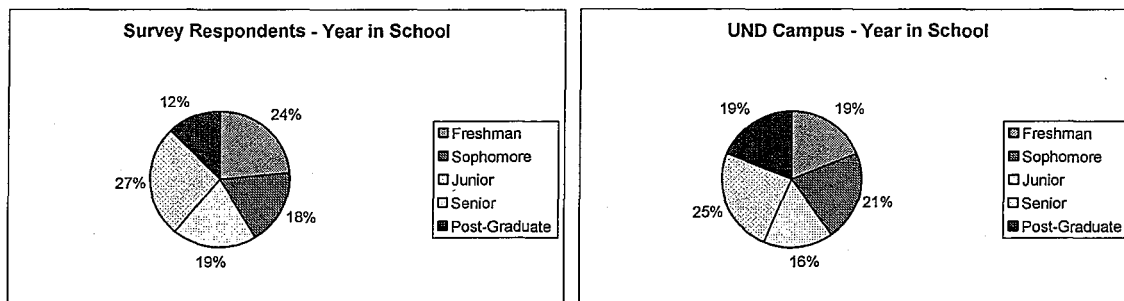 Survey Respondents - Year in School
12%
24%
27%
18%
19%
Freshman
Sophomore
Junior
Senior
Post-Graduate
UND Campus - Year in School
19%
19%
25%
21%
16%
Freshman
Sophomore
Junior
Senior
Post-Graduate